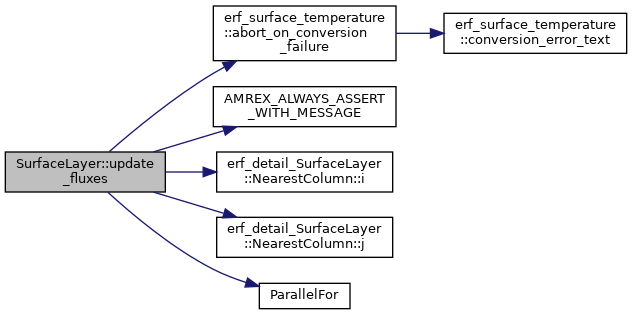 erf_surface_temperature
::abort_on_conversion
_failure
erf_surface_temperature
::conversion_error_text
AMREX_ALWAYS_ASSERT
_WITH_MESSAGE
SurfaceLayer::update
_fluxes
erf_detail_SurfaceLayer
::NearestColumn::i
erf_detail_SurfaceLayer
::NearestColumn::j
ParallelFor